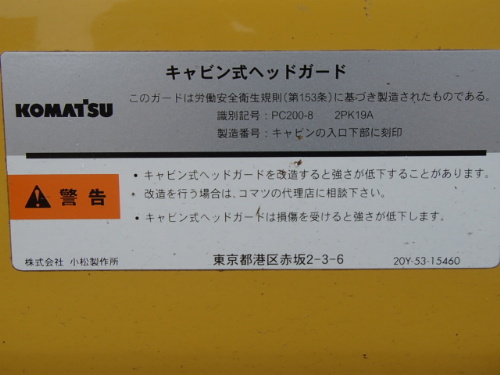 キャビン式ヘッドガード
KOMATSU
このガードは労働安全衛生規則(第153条)に基づき製造されたものである。
識別記号:PC200-8 2PK19A
製造番号:キャビンの入口下部に刻印
警告
・キャビン式ヘッドガードを改造すると強さが低下することがあります。
・改造を行う場合は、コマツの代理店に相談下さい。
・キャビン式ヘッドガードは損傷を受けると強さが低下します。
株式会社 小松製作所 東京都港区赤坂2-3-6 20Y-53-15460